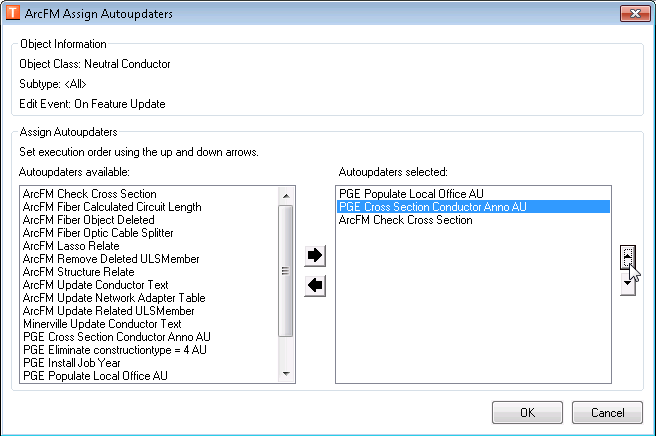 ArcFM Assign Autoupdaters
Object Information
Object Class: Neutral Conductor
Subtype: <All>
Edit Event: On Feature Update
Assign Autoupdaters
Set execution order using the up and down arrows.
Autoupdaters available:
ArcFM Check Cross Section
ArcFM Fiber Calculated Circuit Length
ArcFM Fiber Object Deleted
ArcFM Fiber Optic Cable Splitter
ArcFM Lasso Relate
ArcFM Remove Deleted ULSMember
ArcFM Structure Relate
ArcFM Update Conductor Text
ArcFM Update Network Adapter Table
ArcFM Update Related ULSMember
Minerville Update Conductor Text
PGE Cross Section Conductor Anno AU
PGE Eliminate constructiontype = 4 AU
PGE Install Job Year
PGE Populate Local Office AU
Autoupdaters selected:
PGE Populate Local Office AU
PGE Cross Section Conductor Anno AU
ArcFM Check Cross Section
OK
Cancel